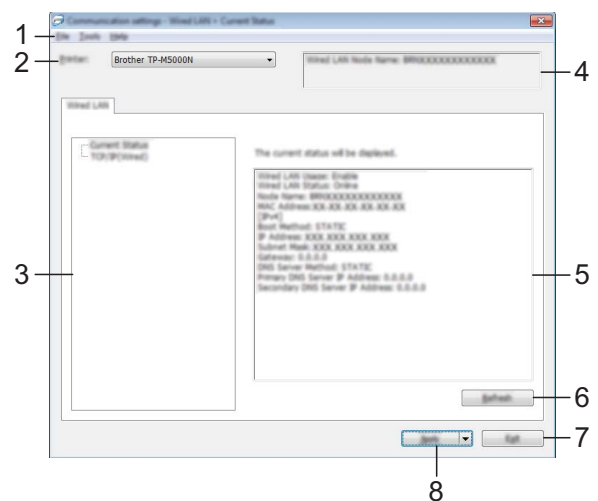 Communication settings - Wired LAN > Current Status
1
File Tools Help
2
Printer:
Brother TP-M5000N
Wired LAN Node Name: BRNXXXXXXXXXXXX
4
Wired LAN
Current Status
TCP/IP(Wired)
The current status will be displayed.
Wired LAN Usage: Enable
Wired LAN Status: Online
Node Name: BRNXXXXXXXXXXXX
MAC Address:XX-XX-XX-XX-XX-XX
[IPv4]
Boot Method: STATIC
IP Address: XXX.XXX.XXX.XXX
Subnet Mask: XXX.XXX.XXX.XXX
Gateway: 0.0.0.0
DNS Server Method: STATIC
Primary DNS Server IP Address: 0.0.0.0
Secondary DNS Server IP Address: 0.0.0.0
3
5
Refresh
6
Apply
Exit
7
8